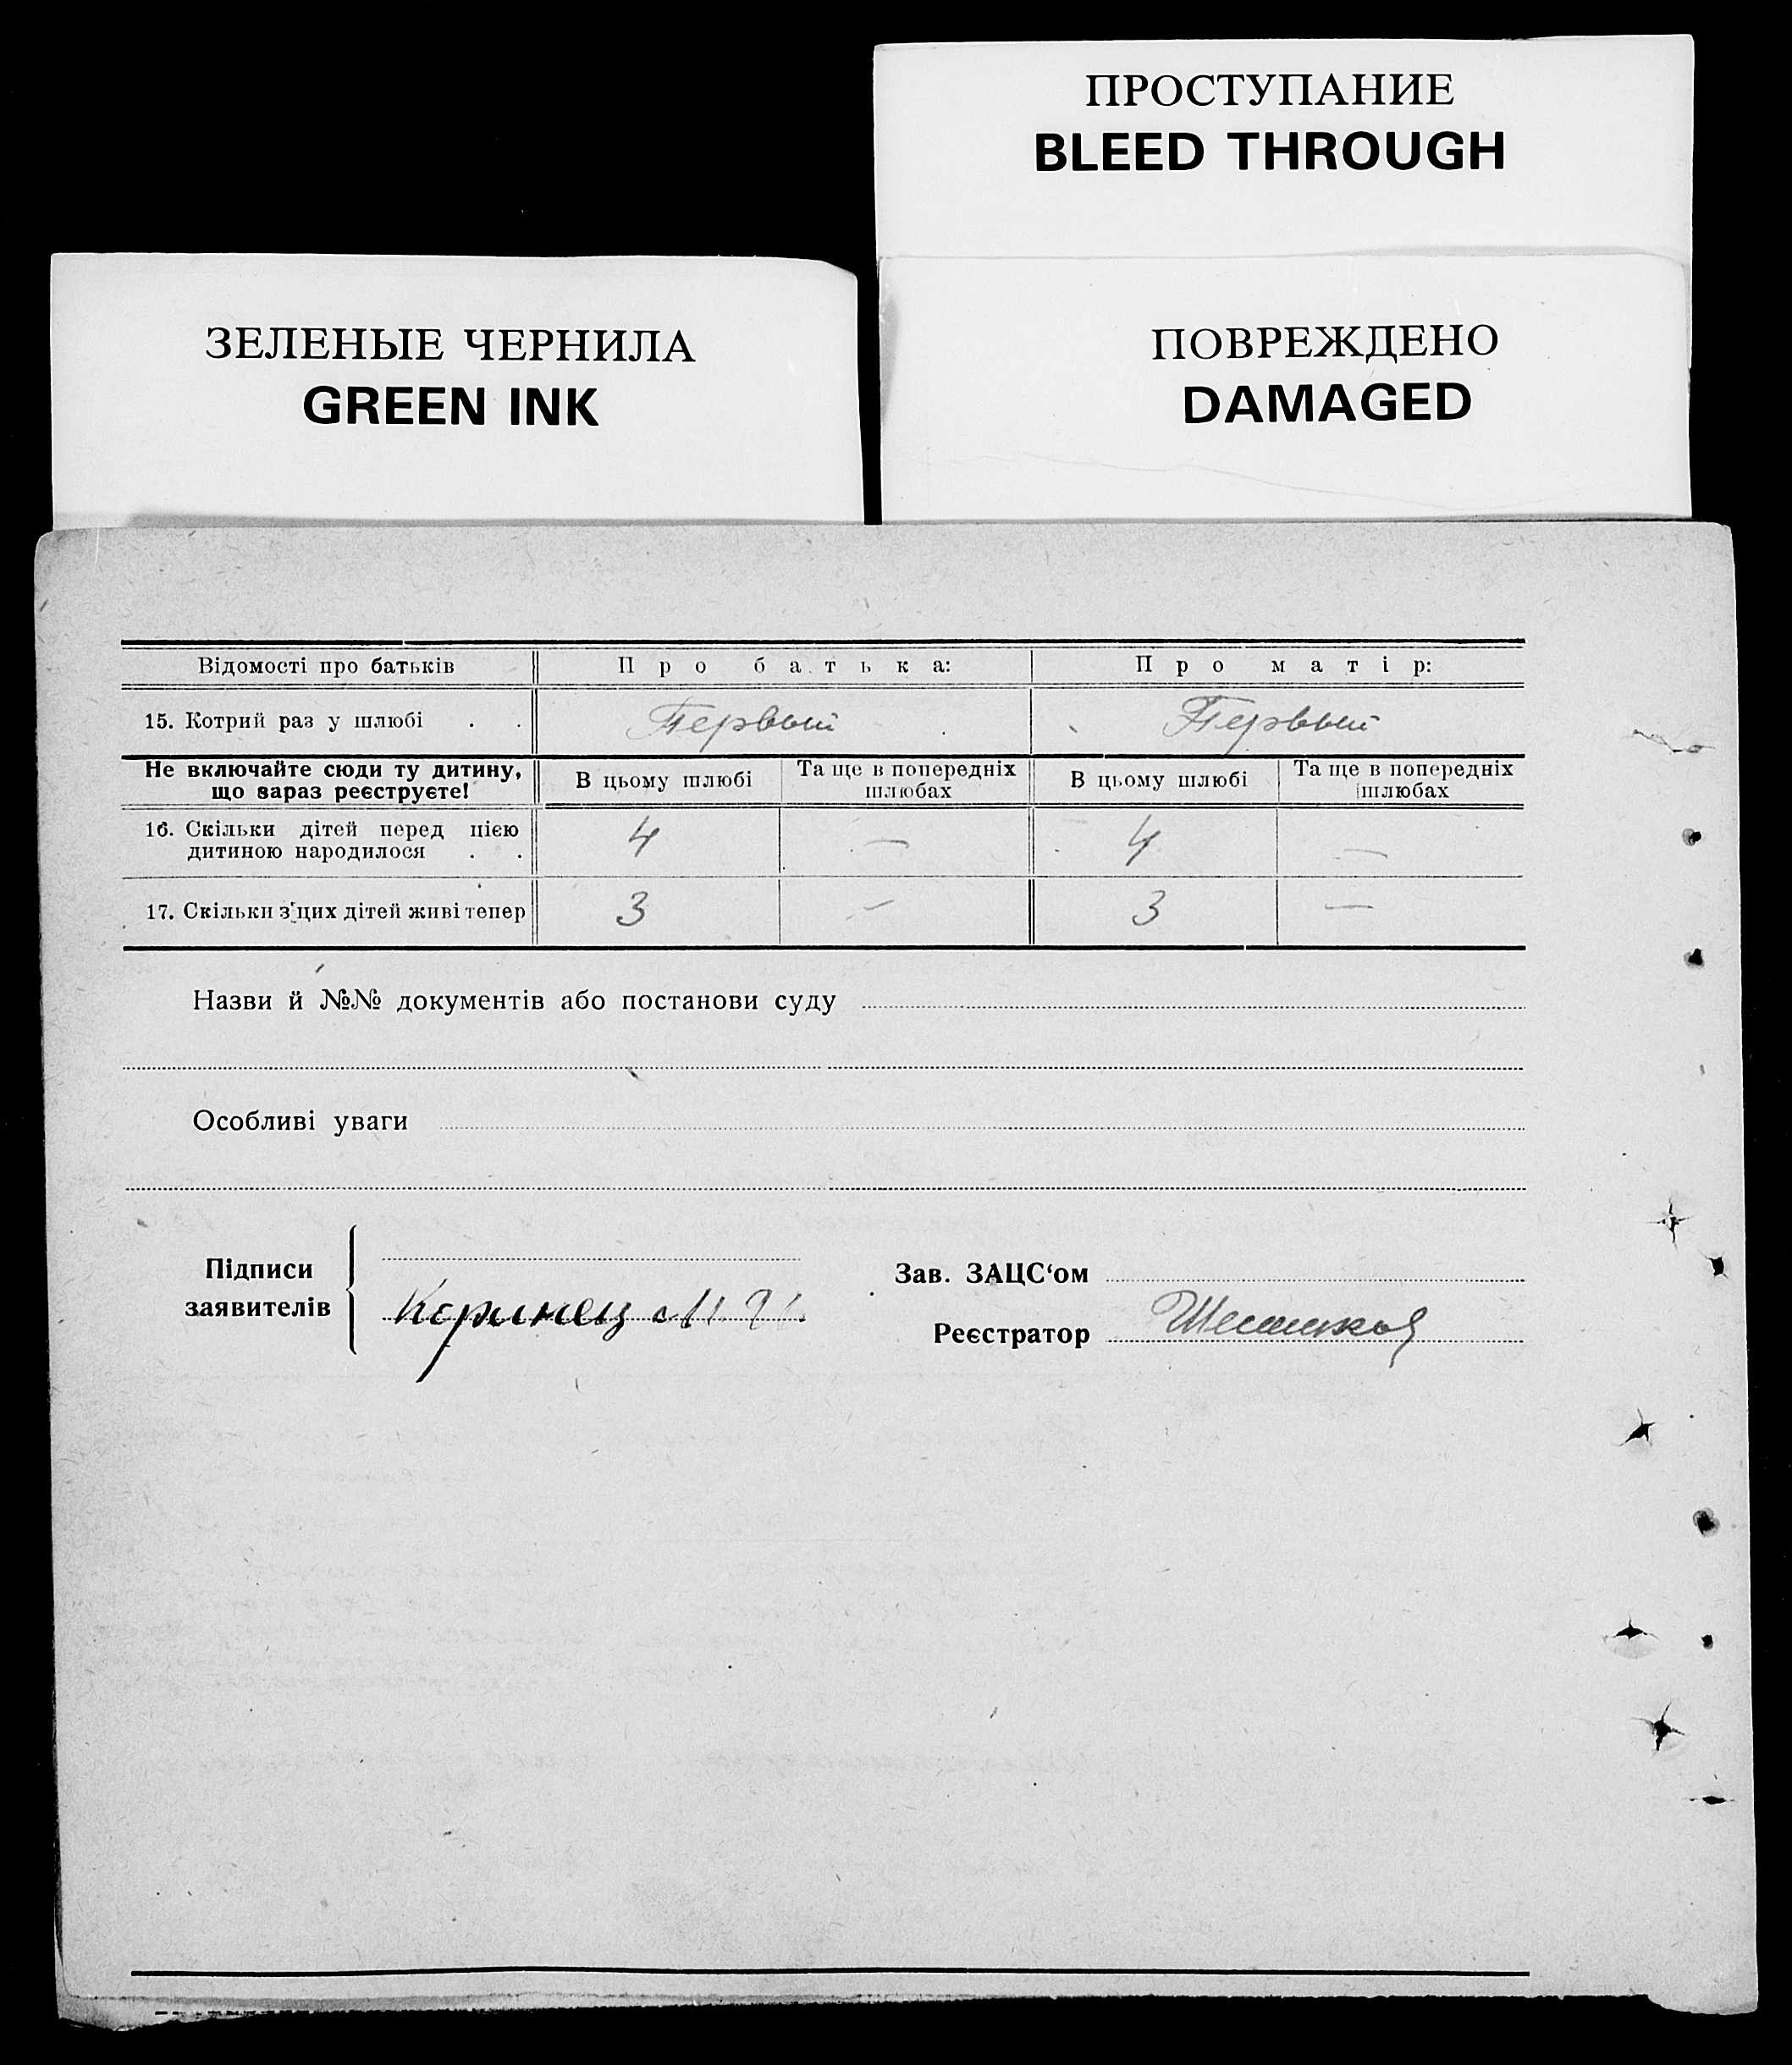 ПРОСТУПАНИЕ
BLEED THROUGH
ЗЕЛЕНЫЕ ЧЕРНИЛА
GREEN INK
ПОВРЕЖДЕНО
DAMAGED
Відомості про батьків Про батька: Про матір:
15. Котрий раз у шлюбі . . Первый Первый
Не включайте сюди ту дитину, що зараз реєструєте! В цьому шлюбі Та ще в попередніх шлюбах В цьому шлюбі Та ще в попередніх шлюбах
16. Скільки дітей перед цією дитиною народилося . . 4 — 4 —
17. Скільки з'цих дітей живі тепер 3 — 3 —
Назви й №№ документів або постанови суду
Особливі уваги
Підписи заявителів
Зав. ЗАЦС‘ом
Реєстратор